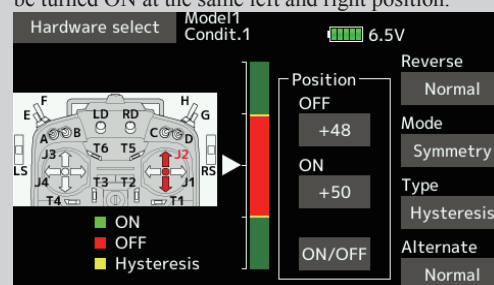 be turned ON at the same left and right position.
Hardware select
Model1
Condit.1
6.5V
Reverse
Normal
Mode
Symmetry
Type
Hysteresis
Alternate
Normal
Position
OFF
+48
ON
+50
ON/OFF
F
H
E
LD
RD
G
A
B
C
D
J3
T6
T5
J2
LS
RS
J4
T3
T2
J1
T4
T1
ON
OFF
Hysteresis